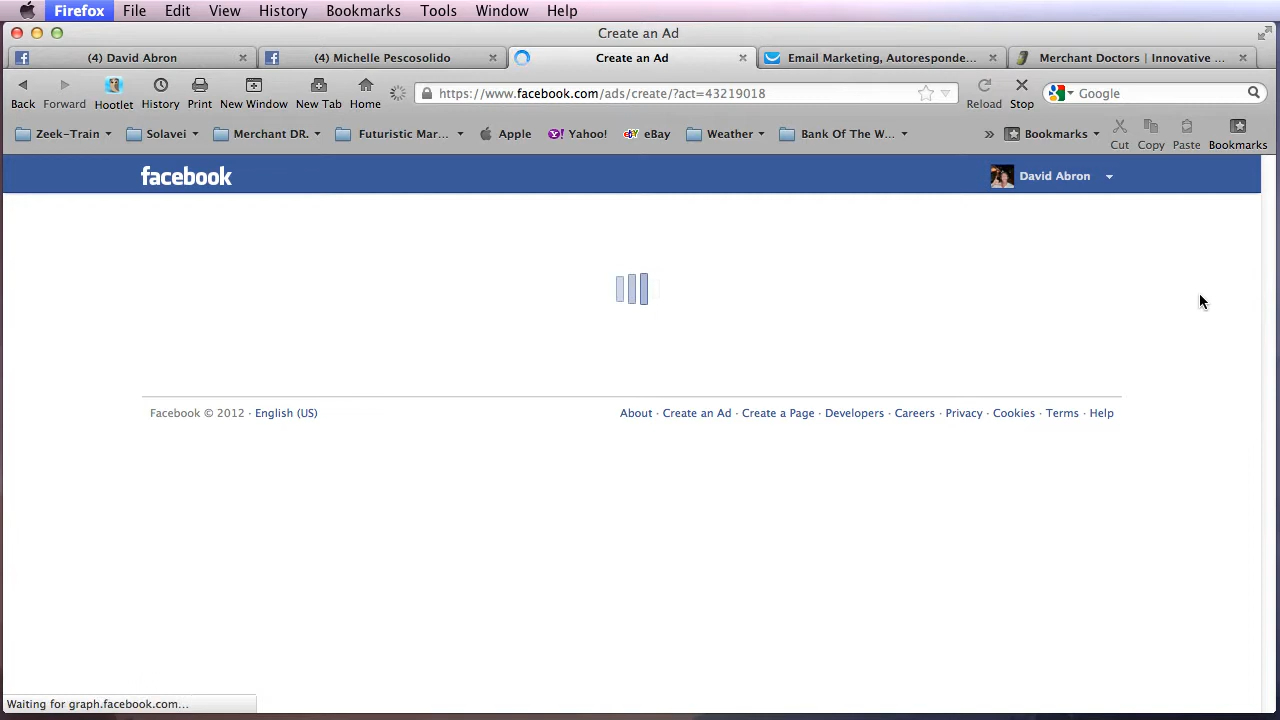 Firefox File Edit View History Bookmarks Tools Window Help
Create an Ad
(4) David Abron (4) Michelle Pescosolido Create an Ad Email Marketing, Autoresponde... Merchant Doctors | Innovative ...
https://www.facebook.com/ads/create/?act=43219018 Google
Back Forward Hootlet History Print New Window New Tab Home Reload Stop
Zeek-Train Solavei Merchant DR. Futuristic Mar... Apple Yahoo! eBay Weather Bank Of The W... » Bookmarks
Cut Copy Paste Bookmarks
facebook David Abron
Facebook © 2012 · English (US) About · Create an Ad · Create a Page · Developers · Careers · Privacy · Cookies · Terms · Help
Waiting for graph.facebook.com...